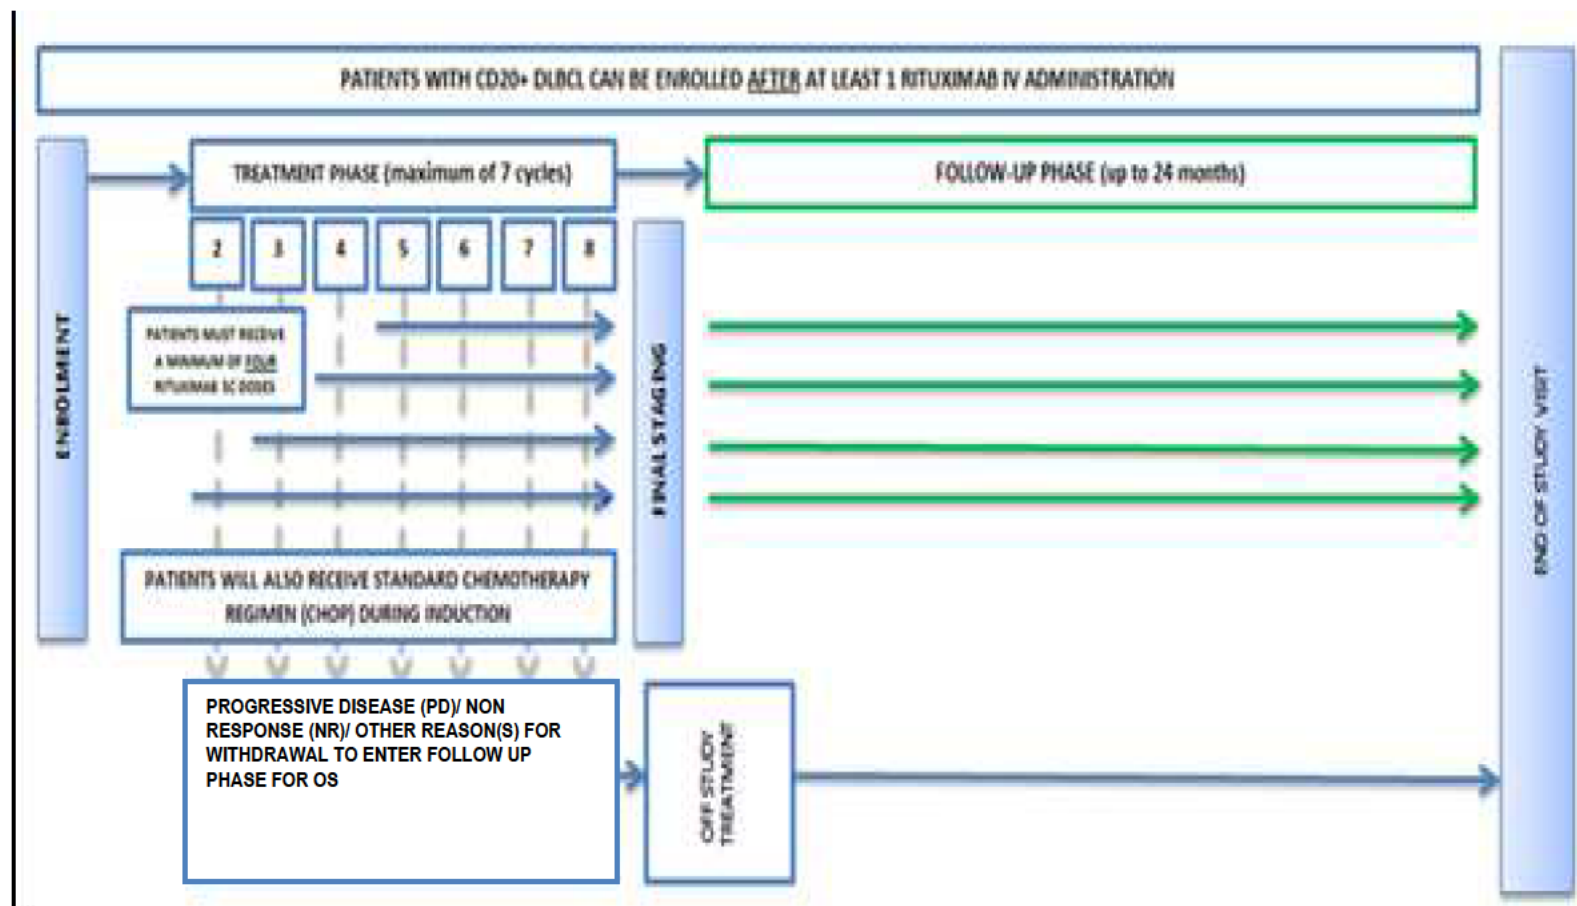 PATIENTS WITH CD20+ DLBCL CAN BE ENROLLED AFTER AT LEAST 1 RITUXIMAB IV ADMINISTRATION
ENROLMENT
TREATMENT PHASE (maximum of 7 cycles)
FOLLOW-UP PHASE (up to 24 months)
2 3 4 5 6 7 8
PATIENTS MUST RECEIVE
A MINIMUM OF FOUR
RITUXIMAB SC DOSES
FINAL STAGING
END OF STUDY VISIT
PATIENTS WILL ALSO RECEIVE STANDARD CHEMOTHERAPY
REGIMEN (CHOP) DURING INDUCTION
PROGRESSIVE DISEASE (PD)/ NON
RESPONSE (NR)/ OTHER REASON(S) FOR
WITHDRAWAL TO ENTER FOLLOW UP
PHASE FOR OS
OFF STUDY
TREATMENT